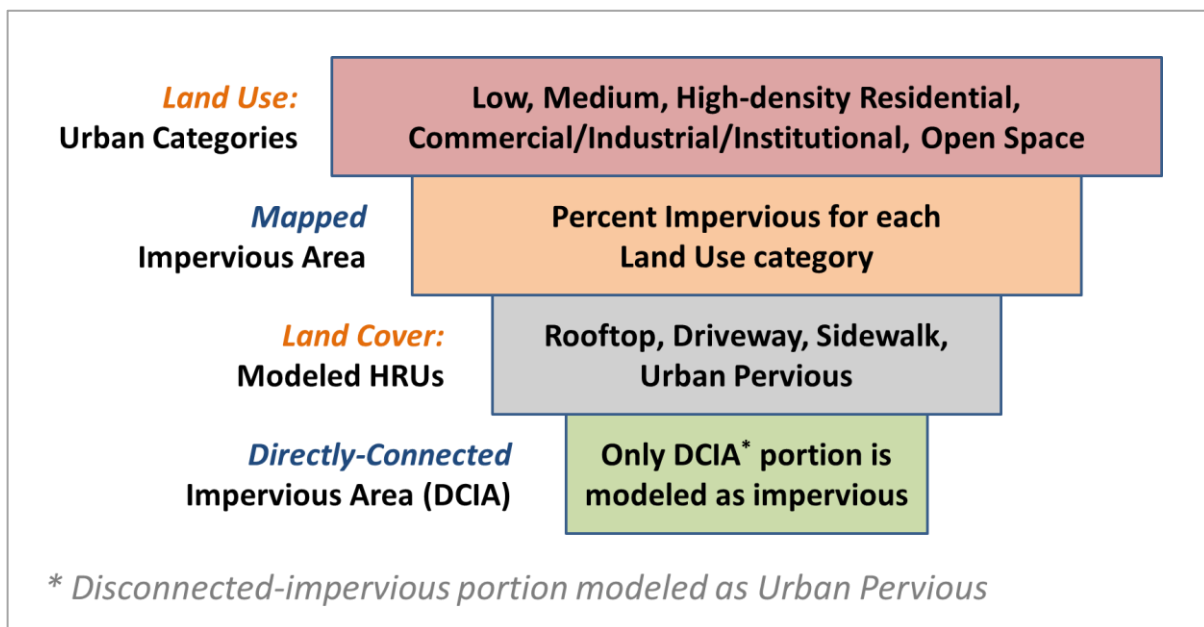 Land Use:
Urban Categories
Low, Medium, High-density Residential,
Commercial/Industrial/Institutional, Open Space
Mapped
Impervious Area
Percent Impervious for each
Land Use category
Land Cover:
Modeled HRUs
Rooftop, Driveway, Sidewalk,
Urban Pervious
Directly-Connected
Impervious Area (DCIA)
Only DCIA* portion is
modeled as impervious
* Disconnected-impervious portion modeled as Urban Pervious